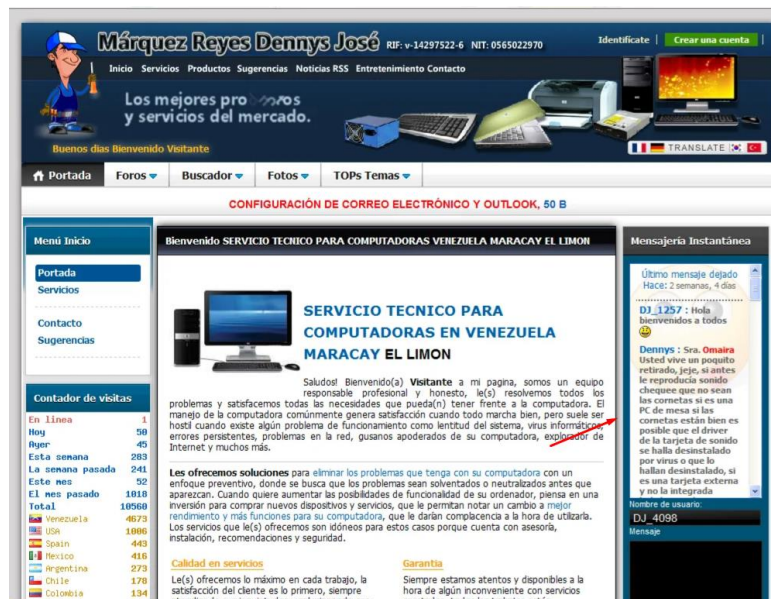 Márquez Reyes Dennys José RIF: v-14297522-6 NIT: 0565022970
Identifícate | Crear una cuenta |
Inicio Servicios Productos Sugerencias Noticias RSS Entretenimiento Contacto
Los mejores
y servicios del mercado.
Buenos días Bienvenido Visitante
TRANSLATE
Portada Foros Buscador Fotos TOPs Temas
CONFIGURACIÓN DE CORREO ELECTRÓNICO Y OUTLOOK, 50 B
Menú Inicio
Portada
Servicios
Contacto
Sugerencias
Contador de visitas
En linea 1
Hoy 50
Ayer 45
Esta semana 283
La semana pasada 241
Este mes 52
El mes pasado 1018
Total 10560
Venezuela 4673
USA 1006
Spain 443
Mexico 416
Argentina 273
Chile 178
Colombia 134
Bienvenido SERVICIO TECNICO PARA COMPUTADORAS VENEZUELA MARACAY EL LIMON
SERVICIO TECNICO PARA
COMPUTADORAS EN VENEZUELA
MARACAY EL LIMON
Saludos! Bienvenido(a) Visitante a mi pagina, somos un equipo
responsable profesional y honesto, le(s) resolvemos todos los
problemas y satisfacemos todas las necesidades que pueda(n) tener frente a la computadora. El
manejo de la computadora comúnmente genera satisfacción cuando todo marcha bien, pero suele ser
hostil cuando existe algún problema de funcionamiento como lentitud del sistema, virus informáticos,
errores persistentes, problemas en la red, gusanos apoderados de su computadora, explorador de
Internet y muchos más.
Les ofrecemos soluciones para eliminar los problemas que tenga con su computadora con un
enfoque preventivo, donde se busca que los problemas sean solventados o neutralizados antes que
aparezcan. Cuando quiere aumentar las posibilidades de funcionalidad de su ordenador, piensa en una
inversión para comprar nuevos dispositivos y servicios, que le permitan notar un cambio a mejor
rendimiento y más funciones para su computadora, que le darían complacencia a la hora de utilizarla.
Los servicios que le(s) ofrecemos son idóneos para estos casos porque cuenta con asesoría,
instalación, recomendaciones y seguridad.
Calidad en servicios
Le(s) ofrecemos lo máximo en cada trabajo, la
satisfacción del cliente es lo primero, siempre
Garantia
Siempre estamos atentos y disponibles a la
hora de algún inconveniente con servicios
Mensajería Instantánea
Último mensaje dejado
Hace: 2 semanas, 4 días
DJ_1257 : Hola
bienvenidos a todos
Dennys : Sra. Omaira
Usted vive un poquito
retirado, jeje, si antes
le reproducía sonido
chequee que no sean
las cornetas si es una
PC de mesa si las
cornetas están bien es
posible que el driver
de la tarjeta de sonido
se halla desinstalado
por virus o que lo
hallan desinstalado, si
es una tarjeta externa
y no la integrada
Nombre de usuario:
DJ_4098
Mensaje